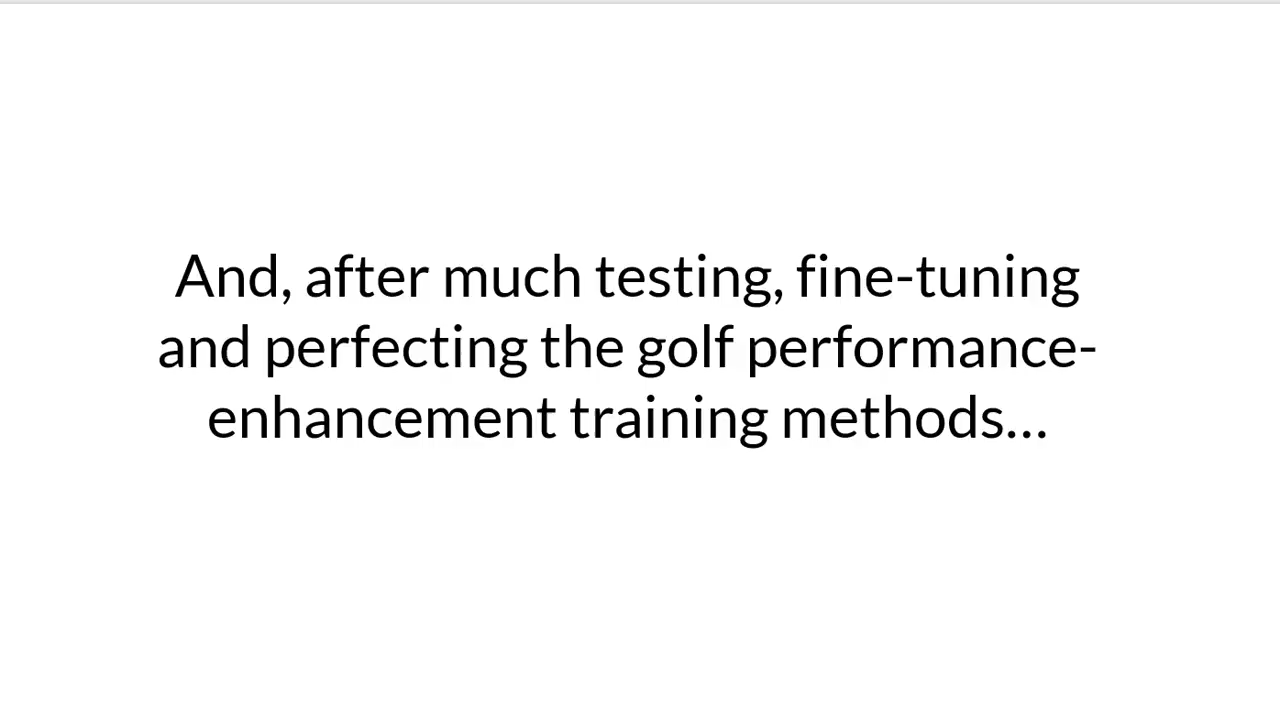 And, after much testing, fine-tuning
and perfecting the golf performance-
enhancement training methods...